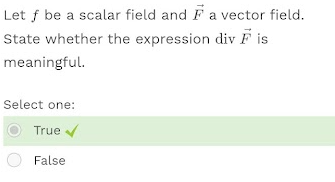 Let f be a scalar field and F⃗ a vector field.
State whether the expression div F⃗ is
meaningful.
Select one:
True
False